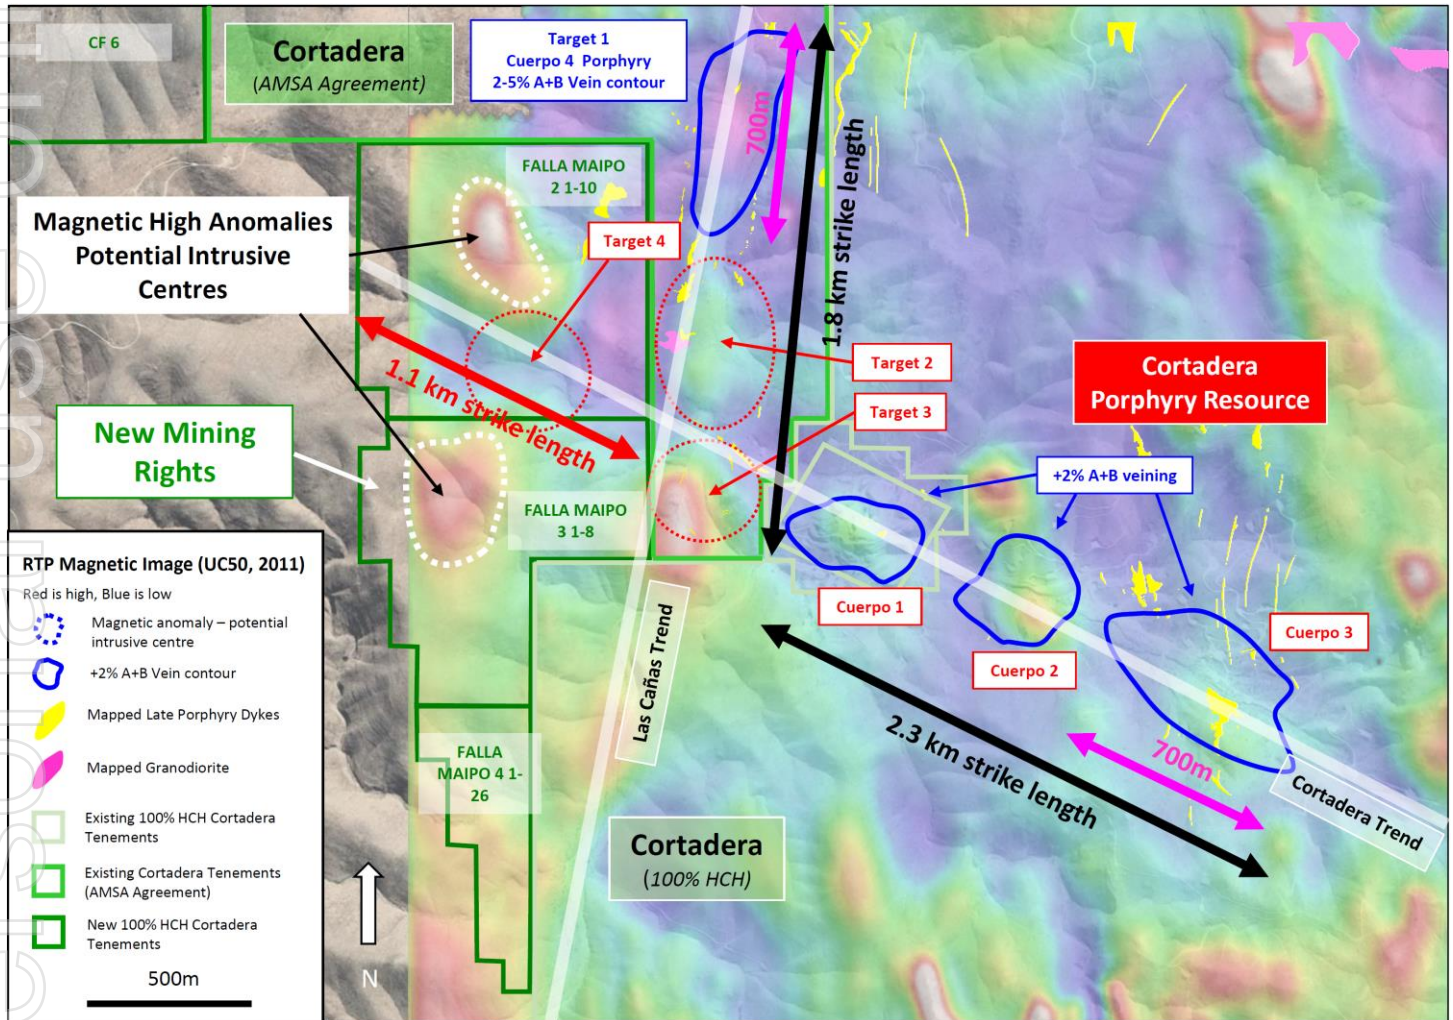 CF 6
Cortadera
(AMSA Agreement)
Target 1
Cuerpo 4 Porphyry
2-5% A+B Vein contour
700m
1.8 km strike length
FALLA MAIPO
2 1-10
Magnetic High Anomalies
Potential Intrusive
Centres
Target 4
Target 2
Target 3
1.1 km strike length
Cortadera
Porphyry Resource
New Mining
Rights
+2% A+B veining
FALLA MAIPO
3 1-8
Cuerpo 1
Cuerpo 2
Cuerpo 3
Las Cañas Trend
2.3 km strike length
700m
Cortadera Trend
FALLA
MAIPO 4 1-
26
Cortadera
(100% HCH)
RTP Magnetic Image (UC50, 2011)
Red is high, Blue is low
Magnetic anomaly – potential
intrusive centre
+2% A+B Vein contour
Mapped Late Porphyry Dykes
Mapped Granodiorite
Existing 100% HCH Cortadera
Tenements
Existing Cortadera Tenements
(AMSA Agreement)
New 100% HCH Cortadera
Tenements
500m
N